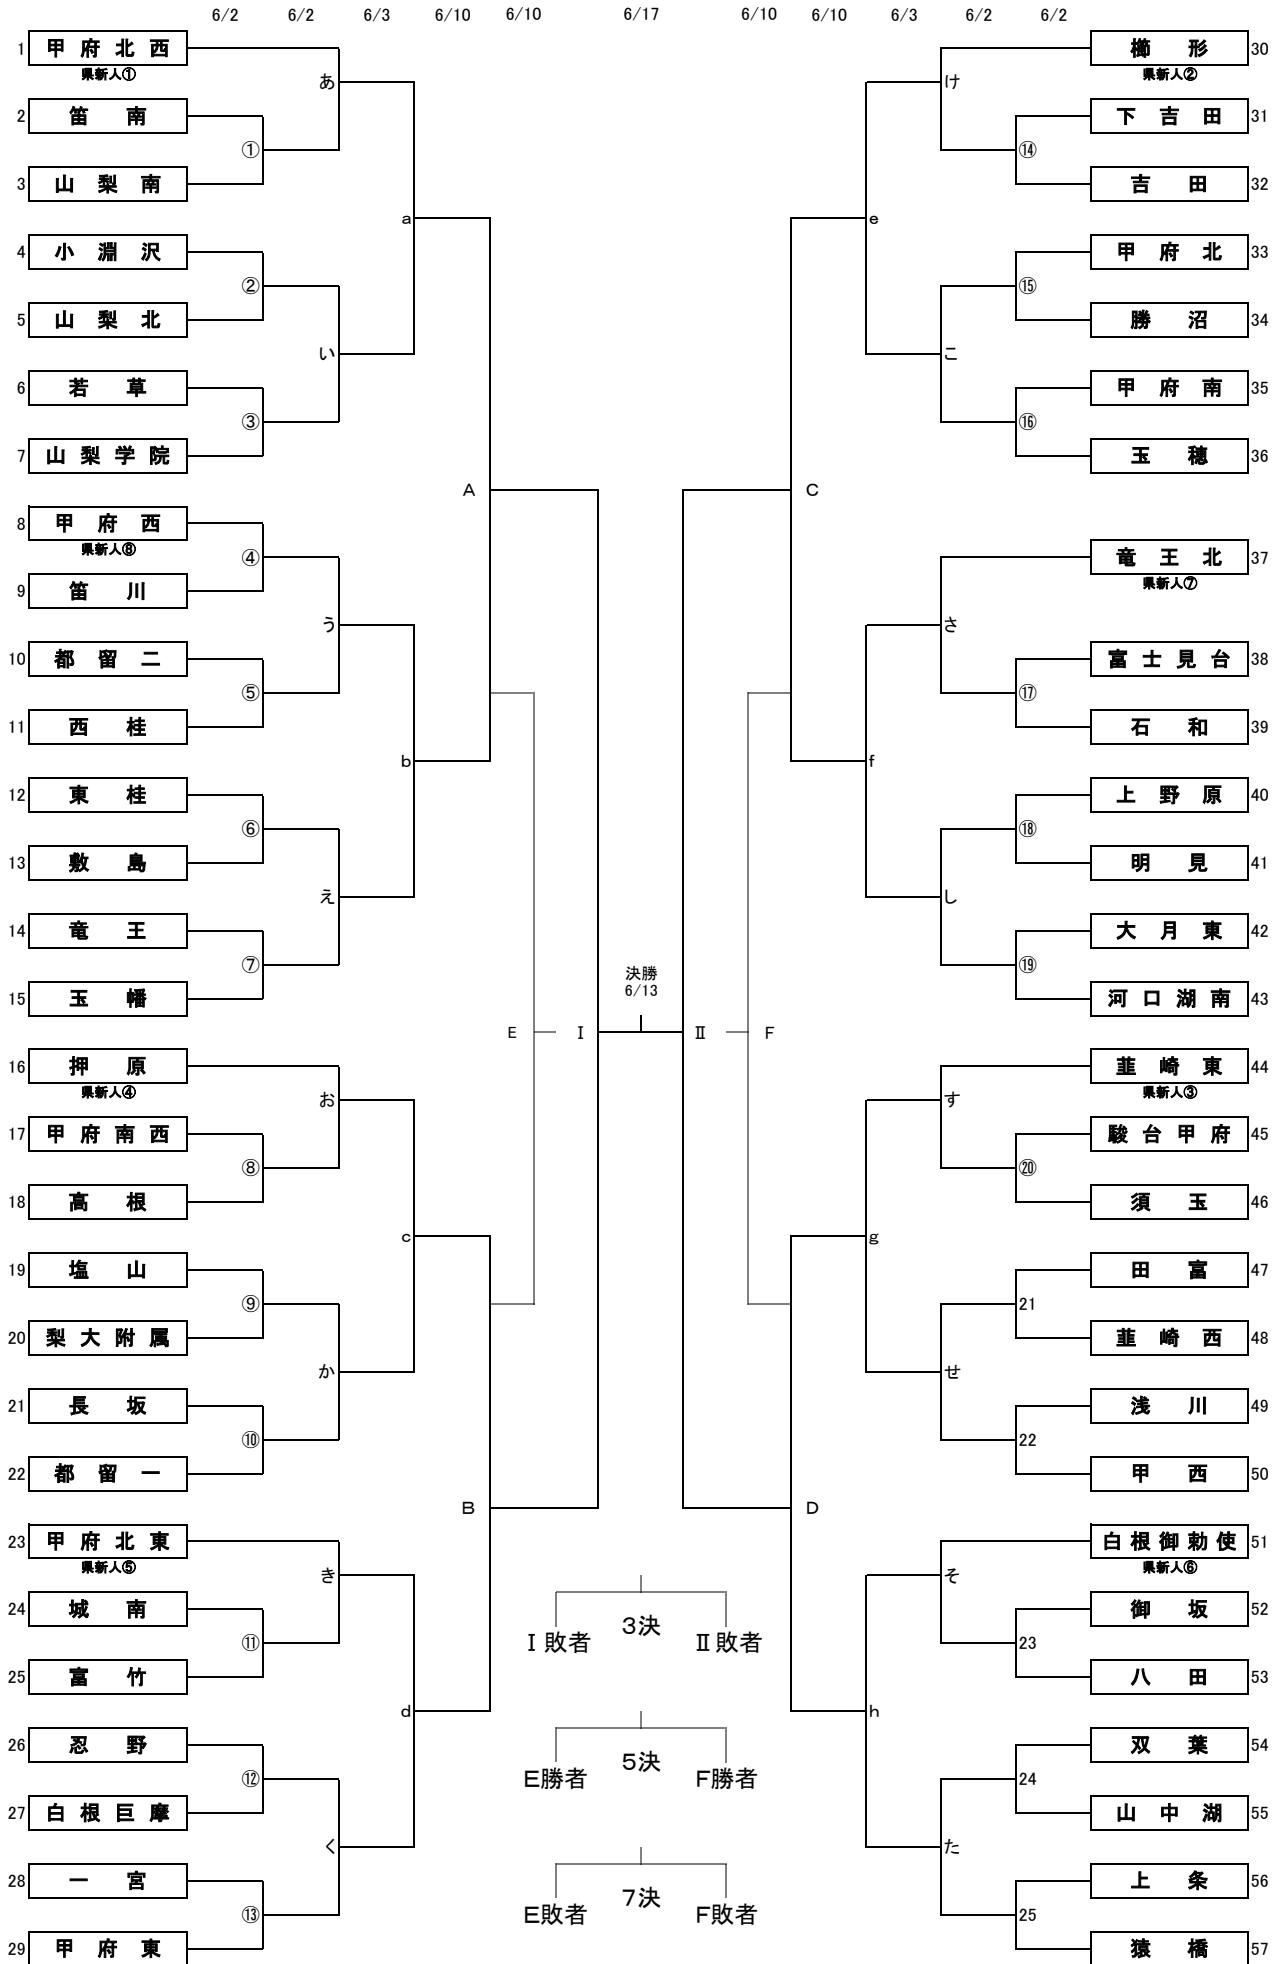 6/2 6/2 6/3 6/10 6/10 6/17 6/10 6/10 6/3 6/2 6/2
1 甲府北西
県新人①
あ
2 笛南
①
3 山梨南
a
4 小淵沢
②
5 山梨北
い
6 若草
③
7 山梨学院
A
8 甲府西
県新人⑧
④
9 笛川
う
10 都留二
⑤
11 西桂
b
12 東桂
⑥
13 敷島
え
14 竜王
⑦
15 玉幡
E
Ⅰ
16 押原
県新人④
お
17 甲府南西
⑧
18 高根
c
19 塩山
⑨
20 梨大附属
か
21 長坂
⑩
22 都留一
B
23 甲府北東
県新人⑤
き
24 城南
⑪
25 富竹
d
26 忍野
⑫
27 白根巨摩
く
28 一宮
⑬
29 甲府東
決勝
6/13
3決
Ⅰ敗者 Ⅱ敗者
5決
E勝者 F勝者
7決
E敗者 F敗者
櫛形 30
県新人②
け
下吉田 31
⑭
吉田 32
e
甲府北 33
⑮
勝沼 34
こ
甲府南 35
⑯
玉穂 36
C
竜王北 37
県新人⑦
さ
富士見台 38
⑰
石和 39
f
上野原 40
⑱
明見 41
し
大月東 42
⑲
河口湖南 43
Ⅱ
F
韮崎東 44
県新人③
す
駿台甲府 45
⑳
須玉 46
g
田富 47
21
韮崎西 48
せ
浅川 49
22
甲西 50
D
白根御勅使 51
県新人⑥
そ
御坂 52
23
八田 53
h
双葉 54
24
山中湖 55
た
上条 56
25
猿橋 57